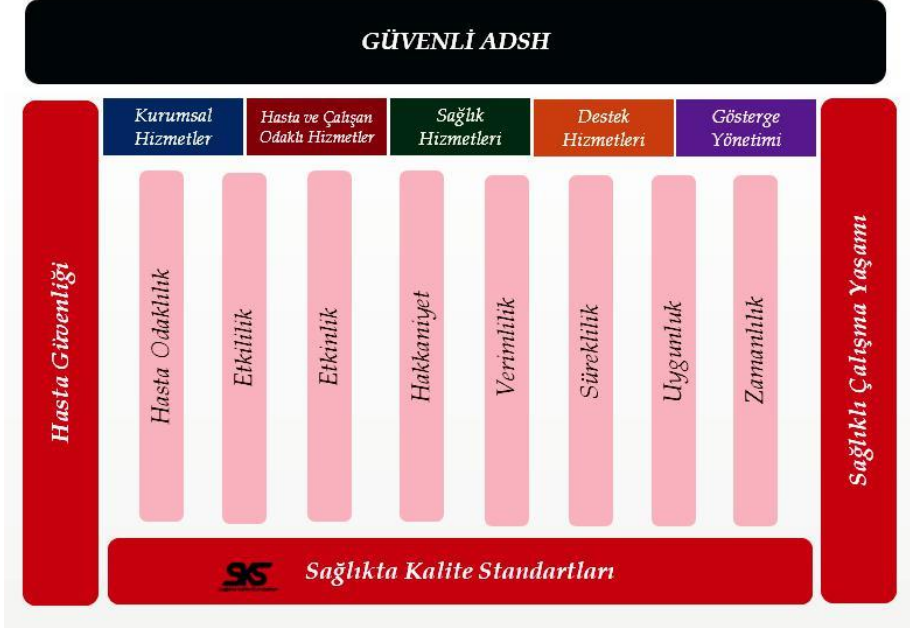 GÜVENLİ ADSH
Kurumsal
Hizmetler
Hasta ve Çalışan
Odaklı Hizmetler
Sağlık
Hizmetleri
Destek
Hizmetleri
Gösterge
Yönetimi
Hasta Güvenliği
Hasta Odaklılık
Etkililik
Etkinlik
Hakkaniyet
Verimlilik
Süreklilik
Uygunluk
Zamanlılık
Sağlıklı Çalışma Yaşamı
SKS
Sağlıkta Kalite Standartları